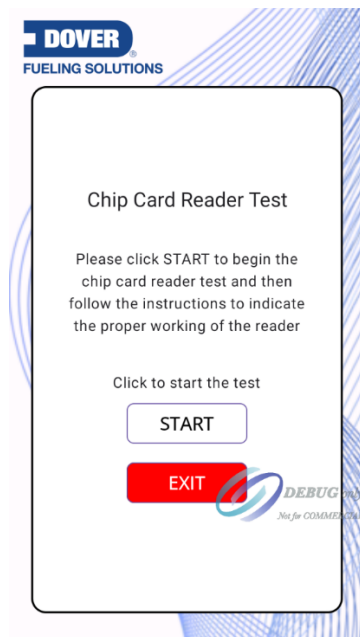 DOVER
FUELING SOLUTIONS
Chip Card Reader Test
Please click START to begin the
chip card reader test and then
follow the instructions to indicate
the proper working of the reader
Click to start the test
START
EXIT
DEBUG only
Not for COMMERCIAL